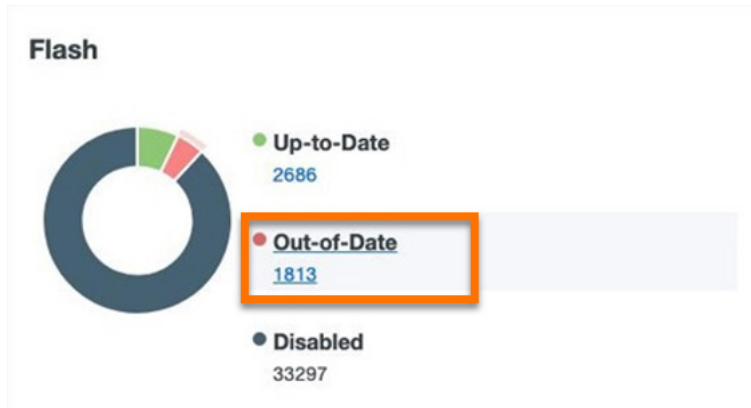 Flash
Up-to-Date
2686
Out-of-Date
1813
Disabled
33297